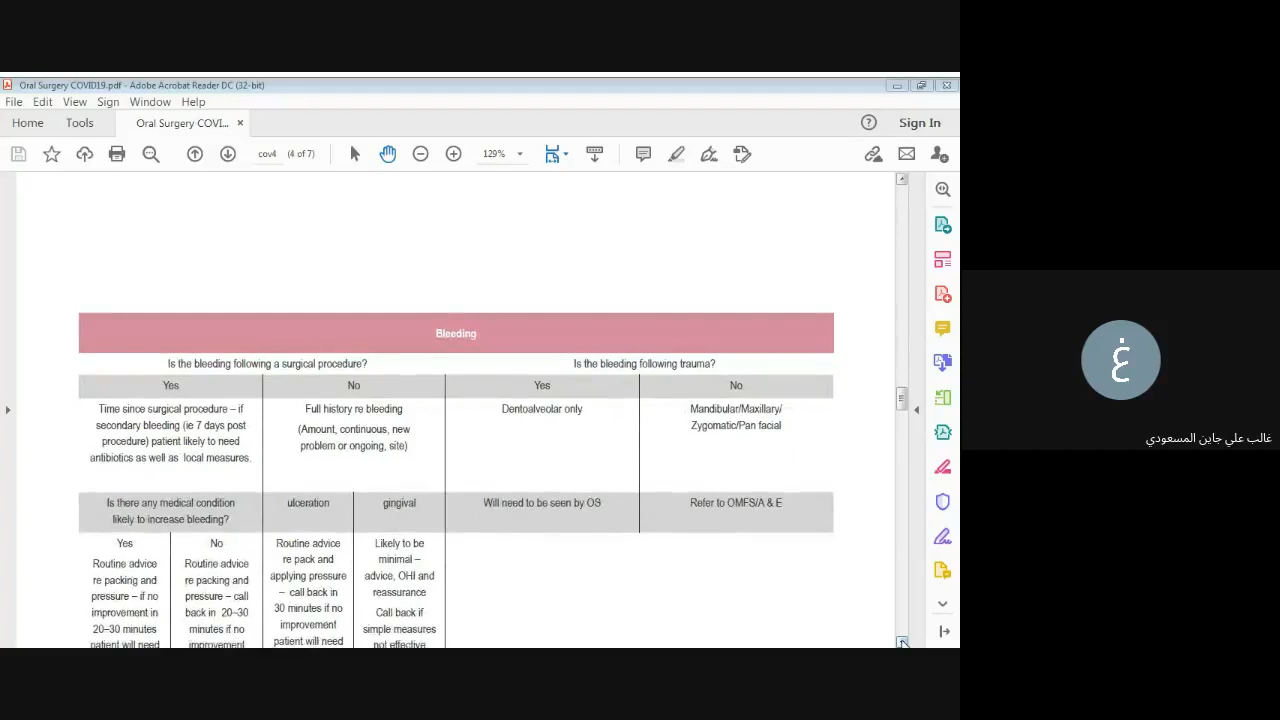 Oral Surgery COVID19.pdf - Adobe Acrobat Reader DC (32-bit)
File Edit View Sign Window Help
Home Tools Oral Surgery COVI... × Sign In
cov4 (4 of 7) 129%
Bleeding
Is the bleeding following a surgical procedure? Is the bleeding following trauma?
Yes No Yes No
Time since surgical procedure – if
secondary bleeding (ie 7 days post
procedure) patient likely to need
antibiotics as well as local measures.
Full history re bleeding
(Amount, continuous, new
problem or ongoing, site)
Dentoalveolar only
Mandibular/Maxillary/
Zygomatic/Pan facial
Is there any medical condition
likely to increase bleeding?
ulceration
gingival
Will need to be seen by OS
Refer to OMFS/A & E
Yes
Routine advice
re packing and
pressure – if no
improvement in
20–30 minutes
patient will need
No
Routine advice
re packing and
pressure – call
back in 20–30
minutes if no
improvement
Routine advice
re pack and
applying pressure
– call back in
30 minutes if no
improvement
patient will need
Likely to be
minimal –
advice, OHI and
reassurance
Call back if
simple measures
not effective
غ
غالب علي جاين المسعودي